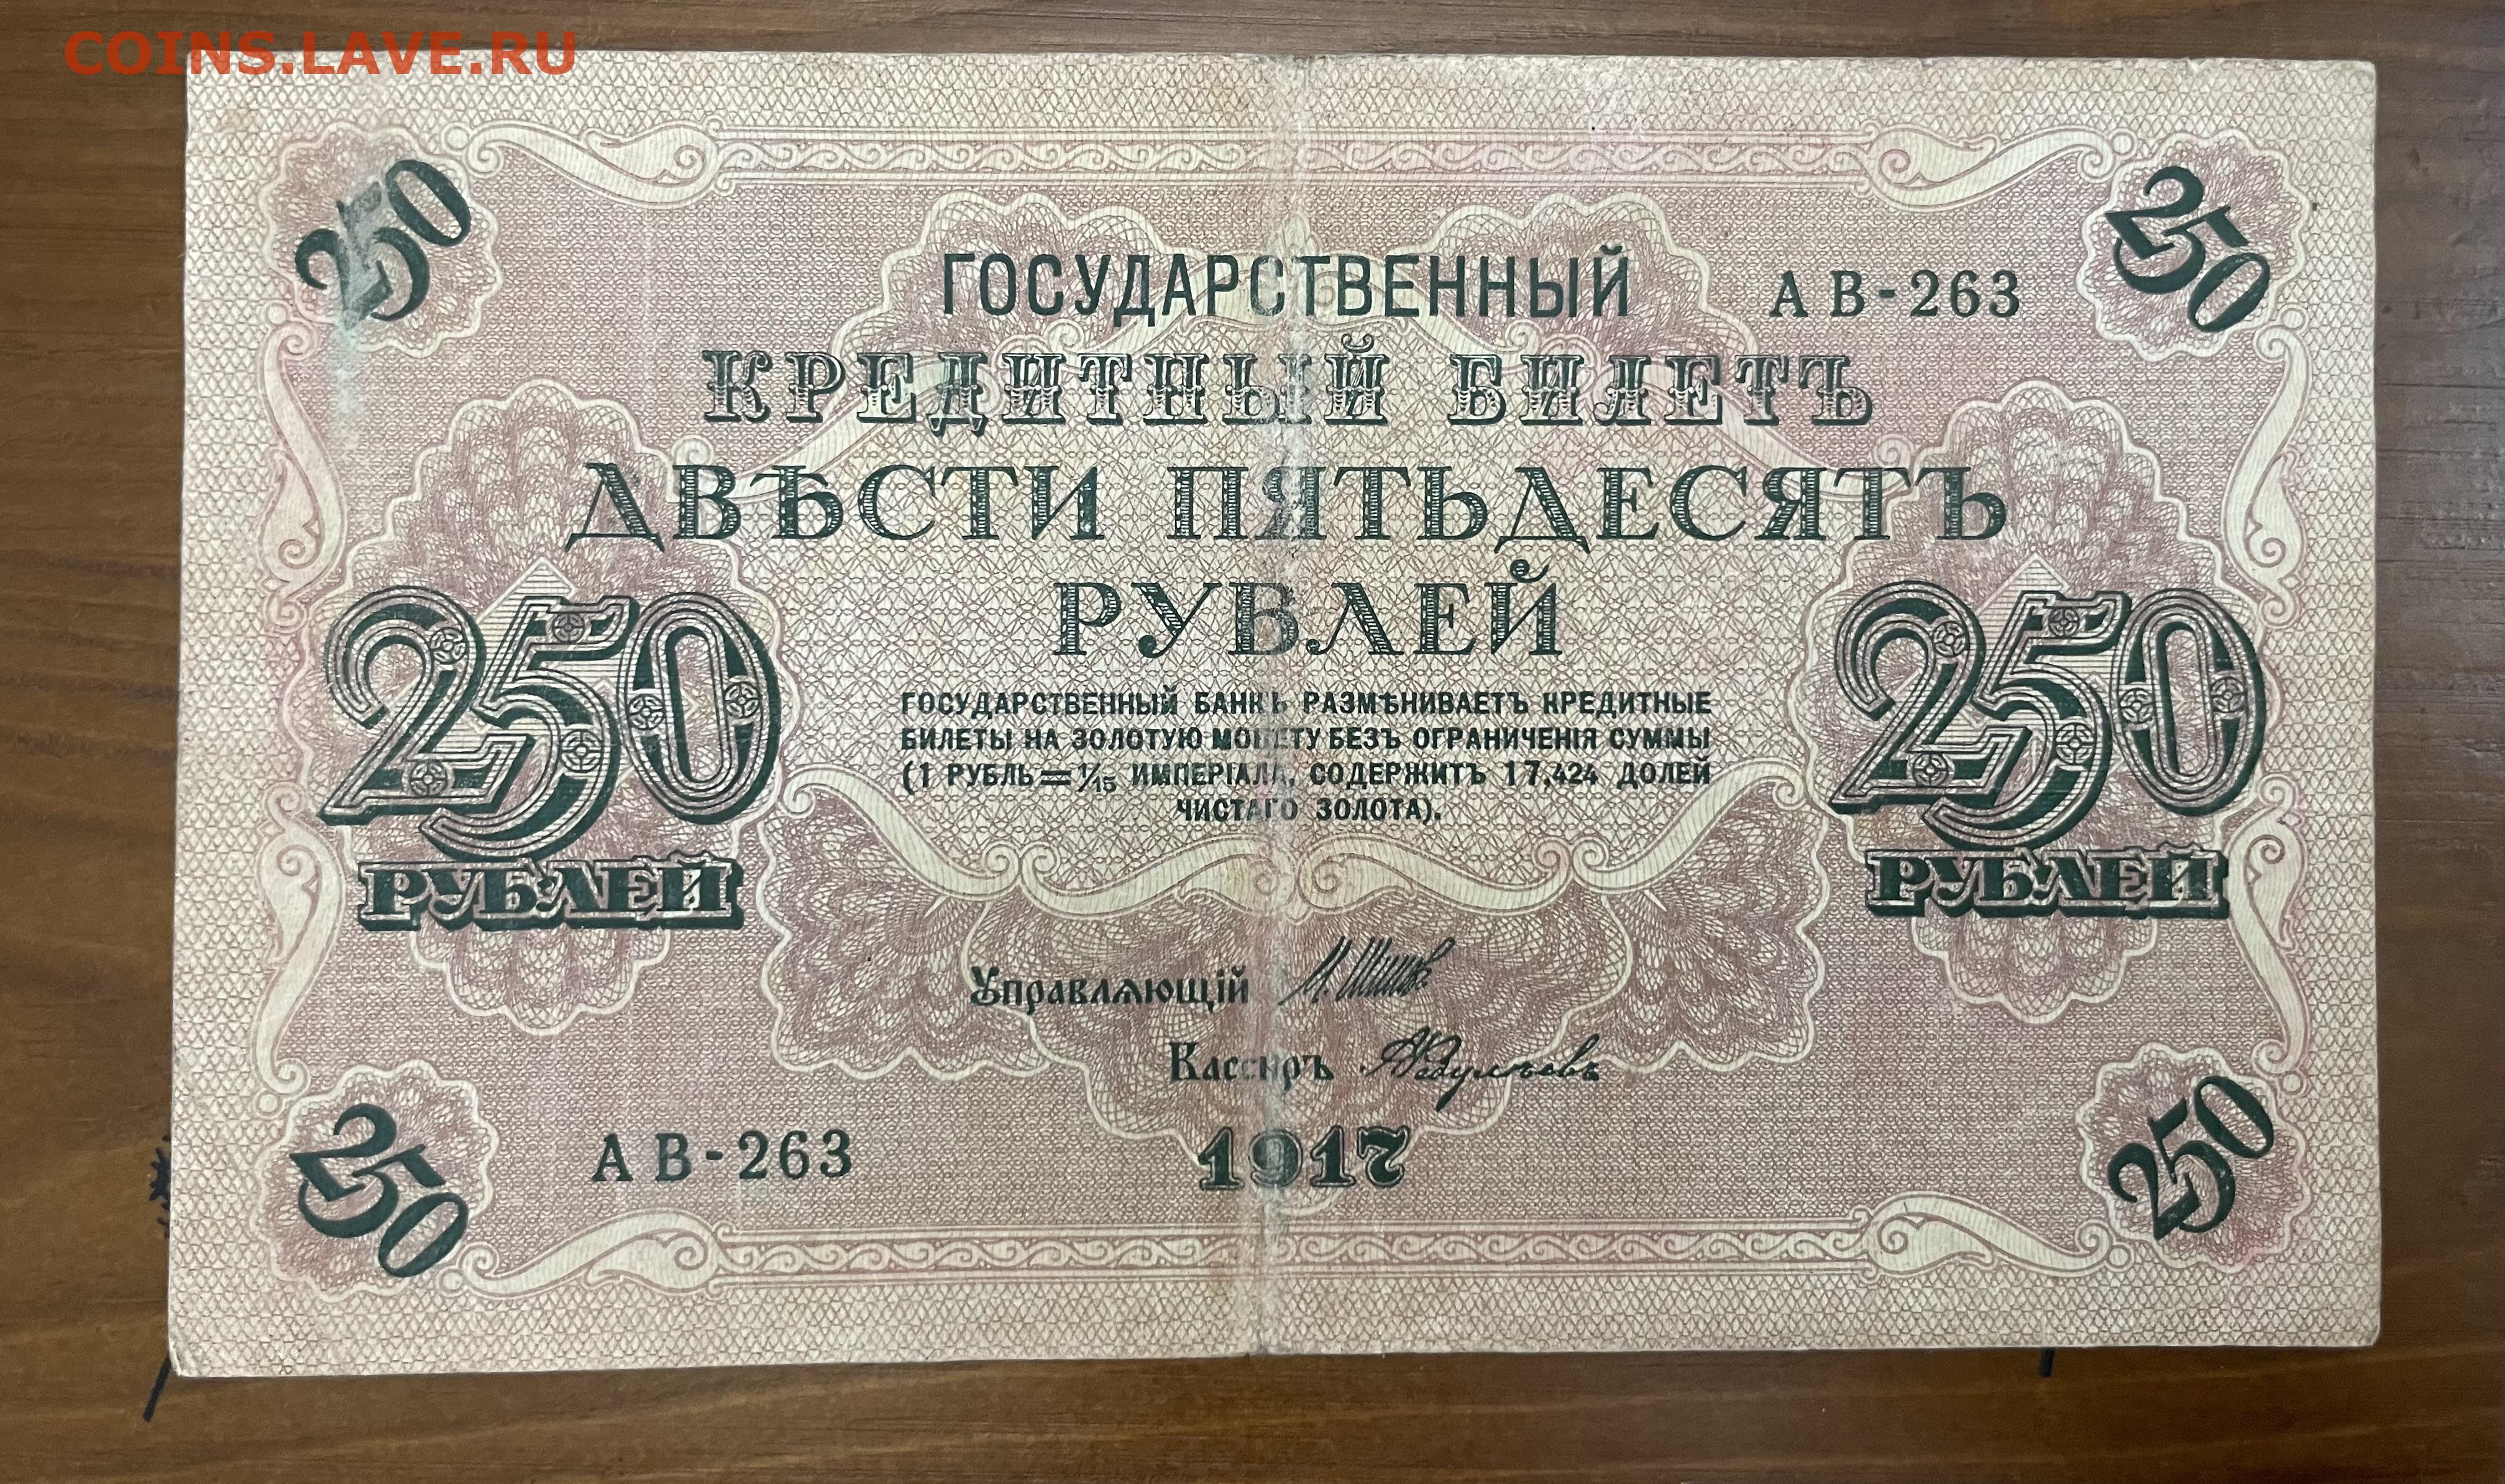 COINS.LAVE.RU
250
250
ГОСУДАРСТВЕННЫЙ
АВ-263
КРЕДИТНЫЙ БИЛЕТЪ
ДВѢСТИ ПЯТЬДЕСЯТЪ
РУБЛЕЙ
250
РУБЛЕЙ
250
РУБЛЕЙ
ГОСУДАРСТВЕННЫЙ БАНКЪ РАЗМѢНИВАЕТЪ КРЕДИТНЫЕ
БИЛЕТЫ НА ЗОЛОТУЮ МОНЕТУ БЕЗЪ ОГРАНИЧЕНІЯ СУММЫ
(1 РУБЛЬ=1/15 ИМПЕРІАЛА, СОДЕРЖИТЪ 17,424 ДОЛЕЙ
ЧИСТАГО ЗОЛОТА).
Управляющій И. Шипов
Кассиръ
АВ-263
1917
250
250